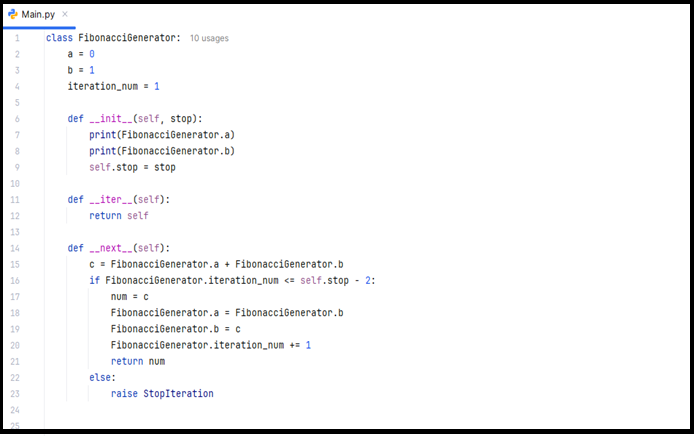 Main.py ×
1 class FibonacciGenerator: 10 usages
2     a = 0
3     b = 1
4     iteration_num = 1
5
6     def __init__(self, stop):
7         print(FibonacciGenerator.a)
8         print(FibonacciGenerator.b)
9         self.stop = stop
10
11     def __iter__(self):
12         return self
13
14     def __next__(self):
15         c = FibonacciGenerator.a + FibonacciGenerator.b
16         if FibonacciGenerator.iteration_num <= self.stop - 2:
17             num = c
18             FibonacciGenerator.a = FibonacciGenerator.b
19             FibonacciGenerator.b = c
20             FibonacciGenerator.iteration_num += 1
21             return num
22         else:
23             raise StopIteration
24
25